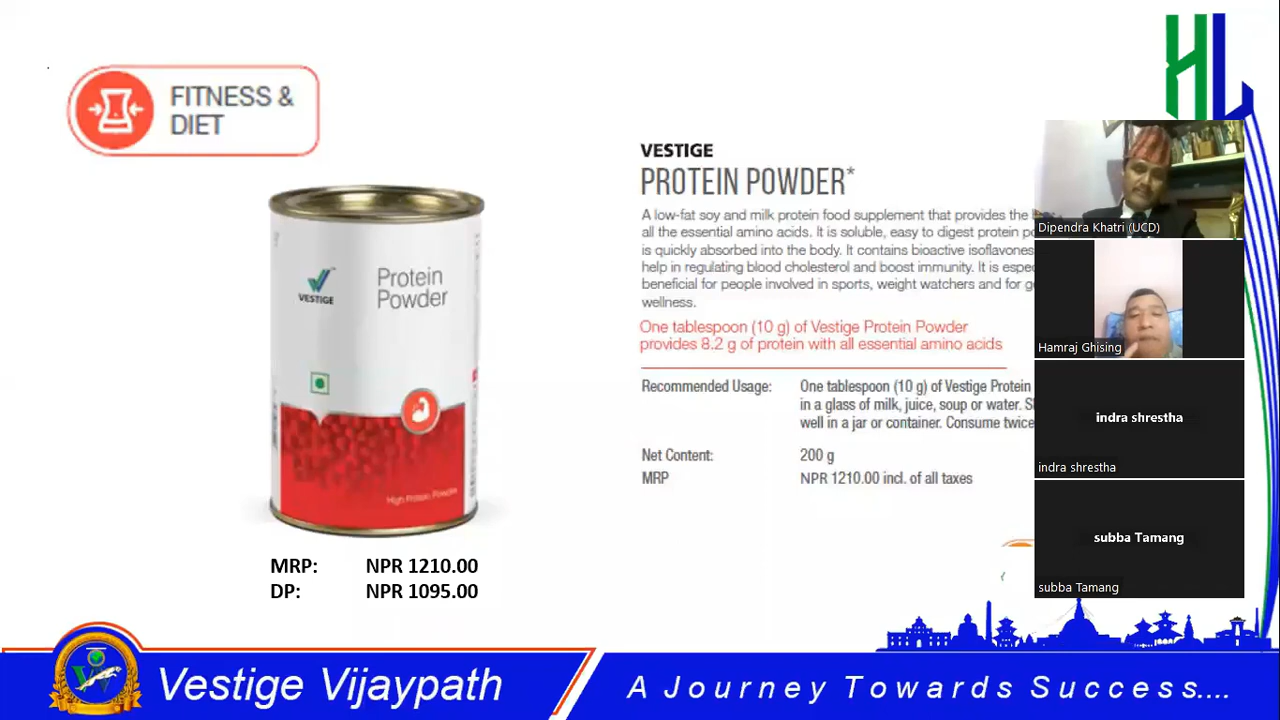 HL
FITNESS &
DIET
VESTIGE
PROTEIN POWDER*
A low-fat soy and milk protein food supplement that provides the
all the essential amino acids. It is soluble, easy to digest protein
is quickly absorbed into the body. It contains bioactive isoflavones
help in regulating blood cholesterol and boost immunity. It is
beneficial for people involved in sports, weight watchers and for
wellness.
One tablespoon (10 g) of Vestige Protein Powder
provides 8.2 g of protein with all essential amino acids
Recommended Usage: One tablespoon (10 g) of Vestige Protein
in a glass of milk, juice, soup or water.
well in a jar or container. Consume twice
Net Content: 200 g
MRP NPR 1210.00 incl. of all taxes
VESTIGE
Protein
Powder
High Protein Powder
MRP: NPR 1210.00
DP: NPR 1095.00
Dipendra Khatri (UCD)
Hamraj Ghising
indra shrestha
indra shrestha
subba Tamang
subba Tamang
Vestige Vijaypath
A Journey Towards Success....